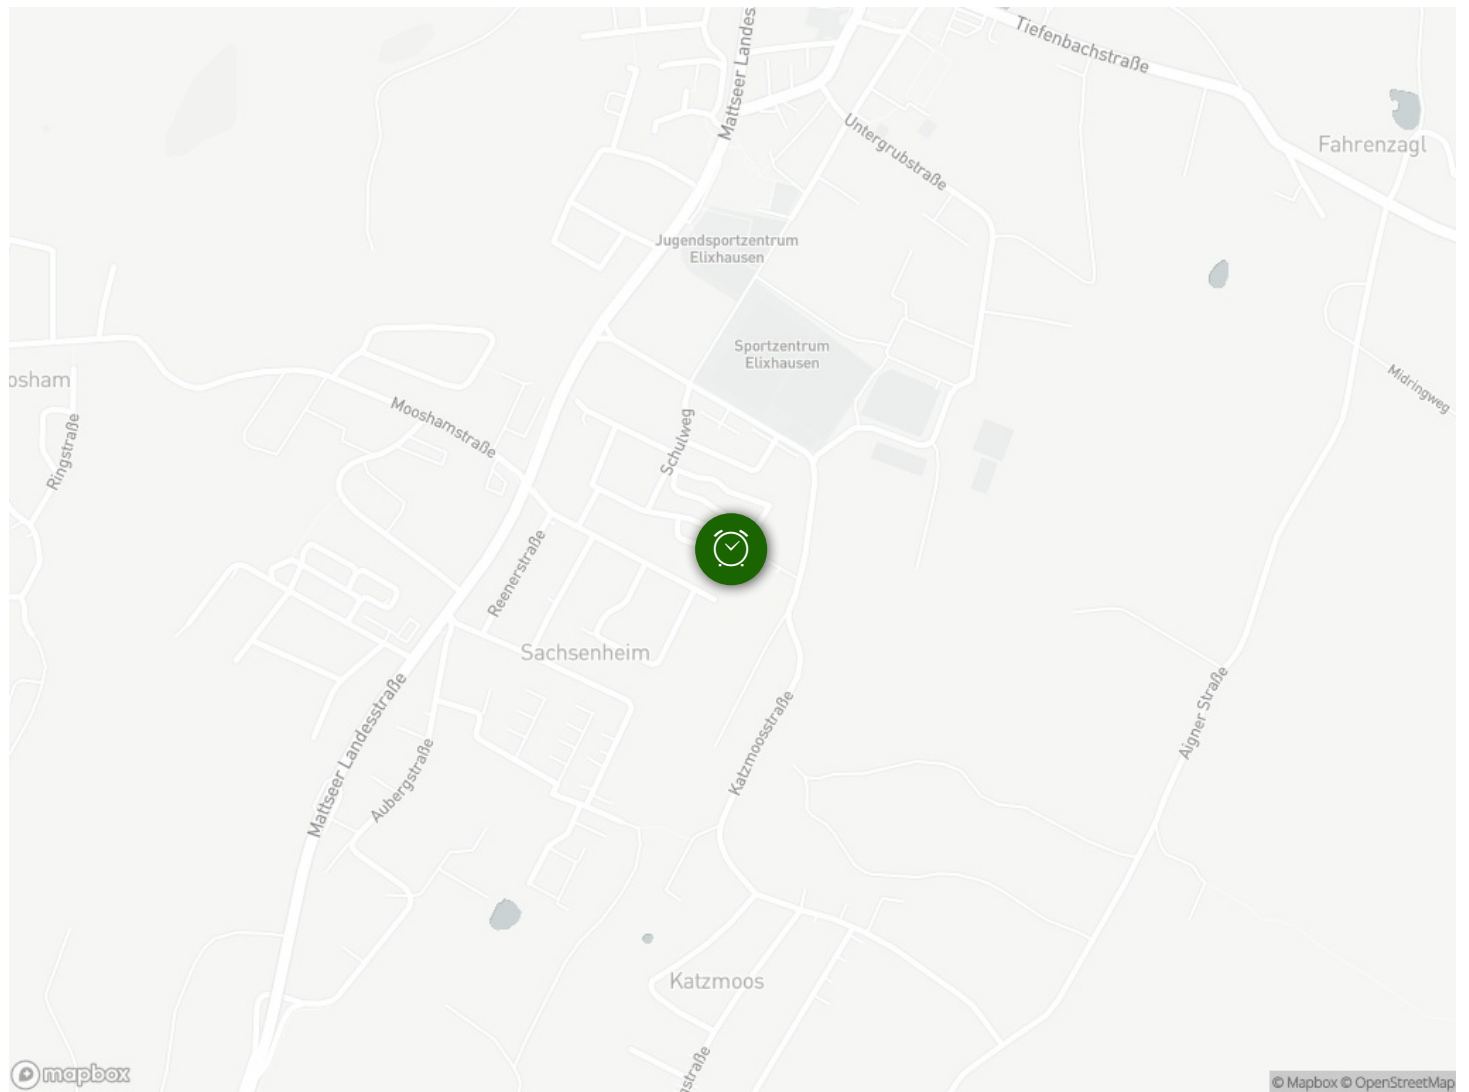 Tiefenbachstraße
Mattseer Landes
Untergrubstraße
Fahrenzagl
Jugendsportzentrum
Elixhausen
Sportzentrum
Elixhausen
osham
Midringweg
Mooshamstraße
Ringstraße
Schulweg
Reenerstraße
Sachsenheim
Mattseer Landesstraße
Aubergstraße
Katzmoosstraße
Aigner Straße
Katzmoos
straße
mapbox
© Mapbox © OpenStreetMap